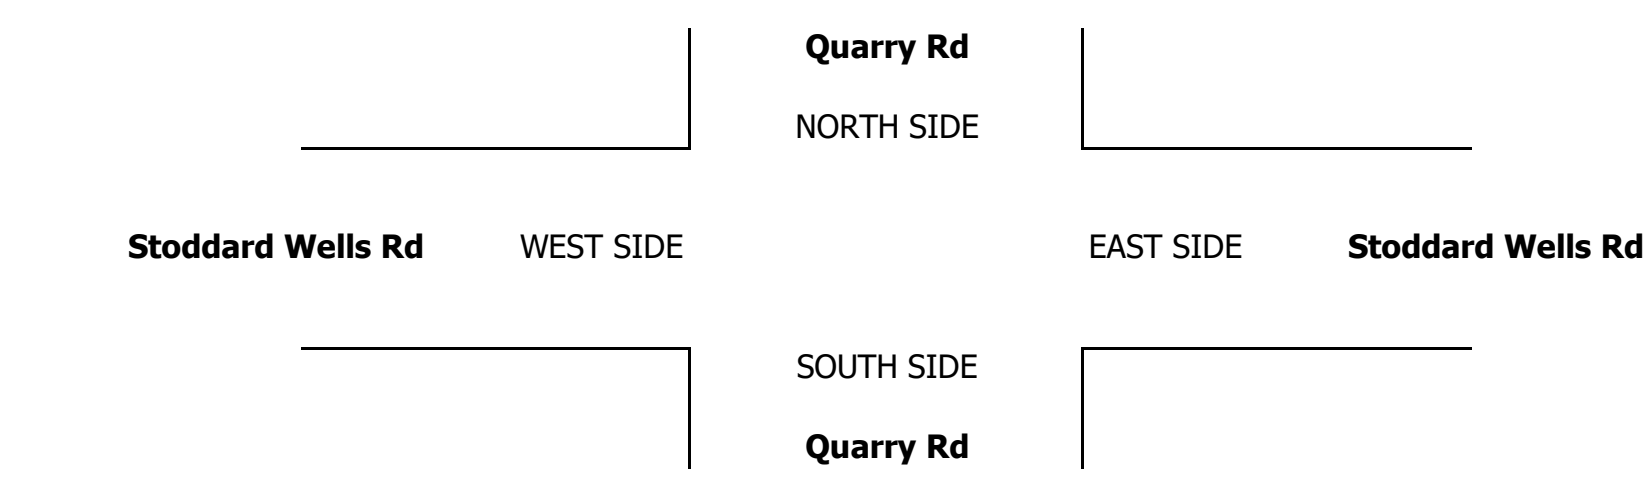 Quarry Rd
NORTH SIDE
Stoddard Wells Rd WEST SIDE EAST SIDE Stoddard Wells Rd
SOUTH SIDE
Quarry Rd